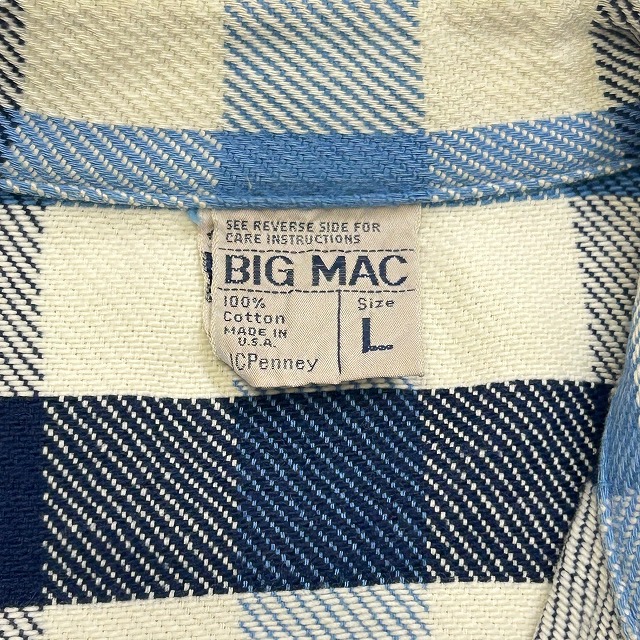 SEE REVERSE SIDE FOR
CARE INSTRUCTIONS
BIG MAC
100%
Cotton
MADE IN
U.S.A.
Size
L
JCPenney